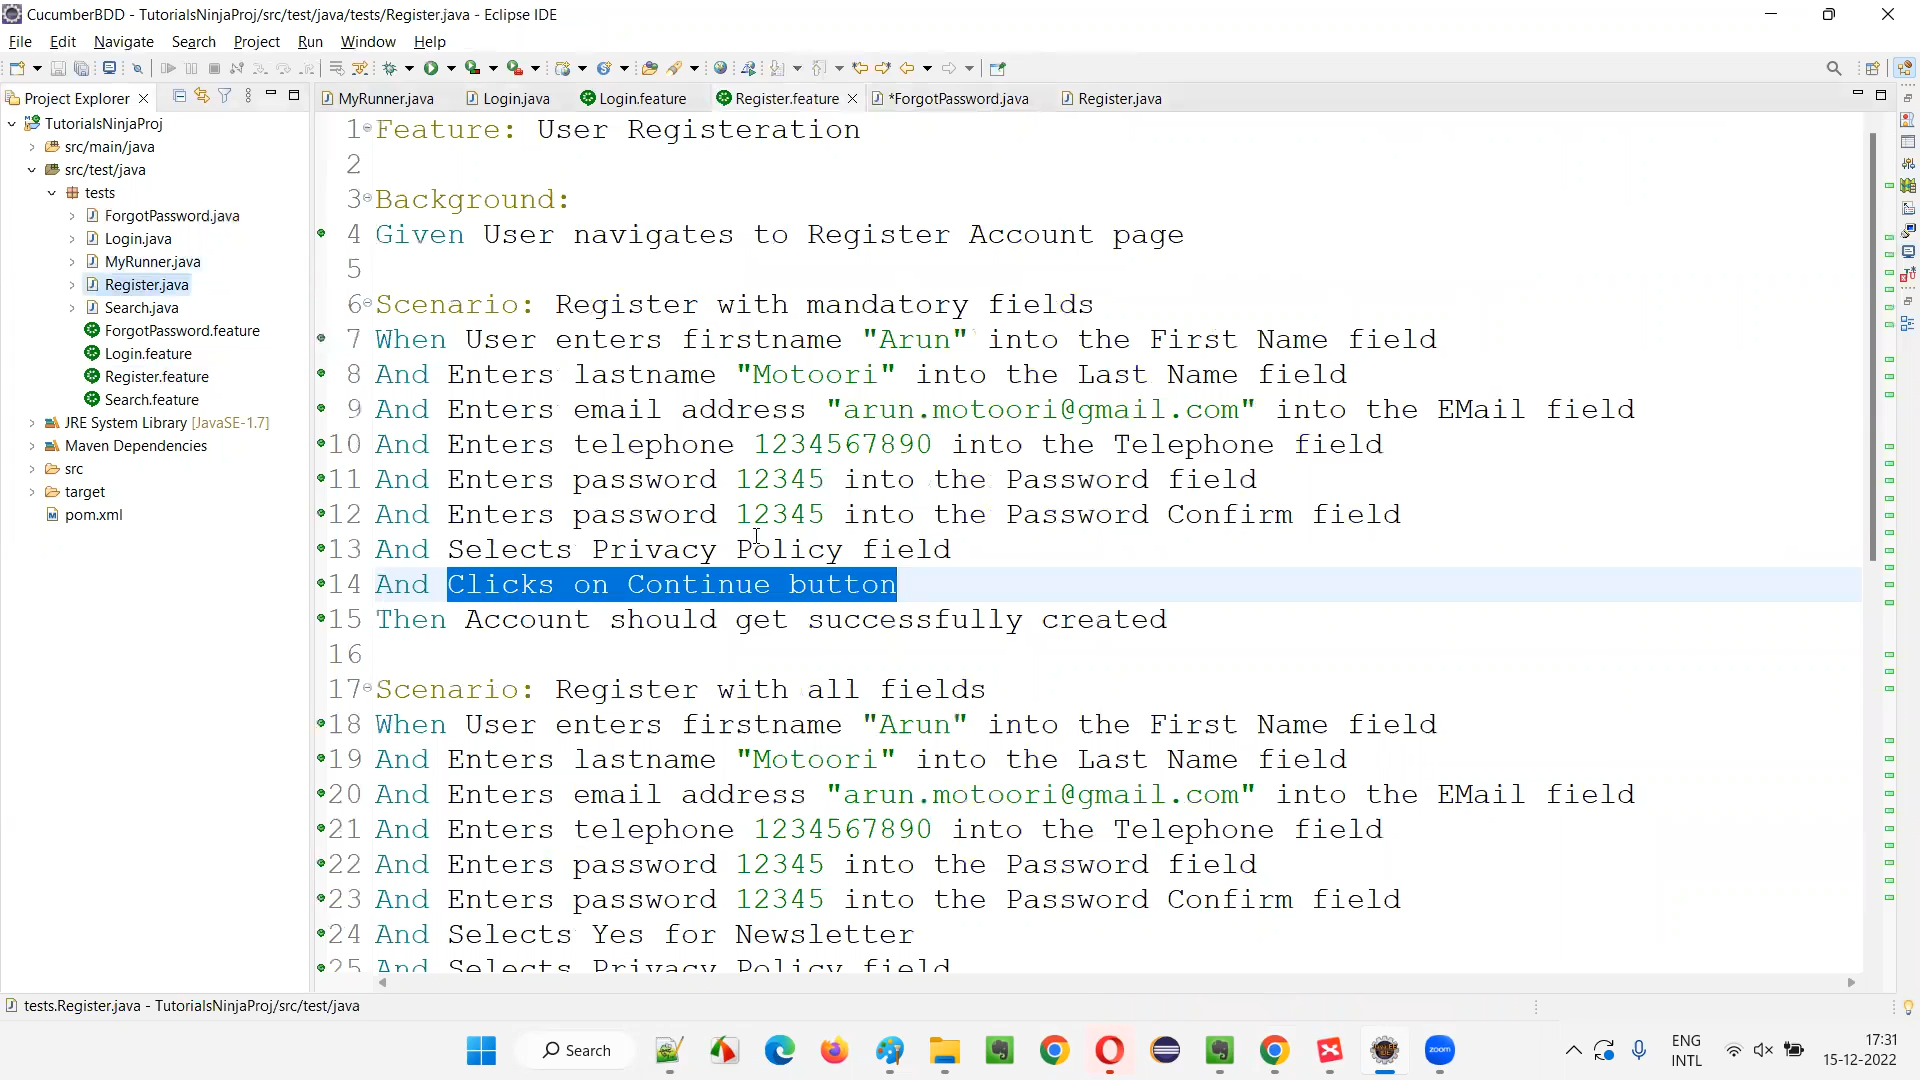 CucumberBDD - TutorialsNinjaProj/src/test/java/tests/Register.java - Eclipse IDE
File Edit Navigate Search Project Run Window Help
Project Explorer
MyRunner.java Login.java Login.feature Register.feature *ForgotPassword.java Register.java
TutorialsNinjaProj
src/main/java
src/test/java
tests
ForgotPassword.java
Login.java
MyRunner.java
Register.java
Search.java
ForgotPassword.feature
Login.feature
Register.feature
Search.feature
JRE System Library [JavaSE-1.7]
Maven Dependencies
src
target
pom.xml
1 Feature: User Registeration
2
3 Background:
4 Given User navigates to Register Account page
5
6 Scenario: Register with mandatory fields
7 When User enters firstname "Arun" into the First Name field
8 And Enters lastname "Motoori" into the Last Name field
9 And Enters email address "arun.motoori@gmail.com" into the EMail field
10 And Enters telephone 1234567890 into the Telephone field
11 And Enters password 12345 into the Password field
12 And Enters password 12345 into the Password Confirm field
13 And Selects Privacy Policy field
14 And Clicks on Continue button
15 Then Account should get successfully created
16
17 Scenario: Register with all fields
18 When User enters firstname "Arun" into the First Name field
19 And Enters lastname "Motoori" into the Last Name field
20 And Enters email address "arun.motoori@gmail.com" into the EMail field
21 And Enters telephone 1234567890 into the Telephone field
22 And Enters password 12345 into the Password field
23 And Enters password 12345 into the Password Confirm field
24 And Selects Yes for Newsletter
25 And Selects Privacy Policy field
tests.Register.java - TutorialsNinjaProj/src/test/java
Search
zoom
ENG
INTL
17:31
15-12-2022